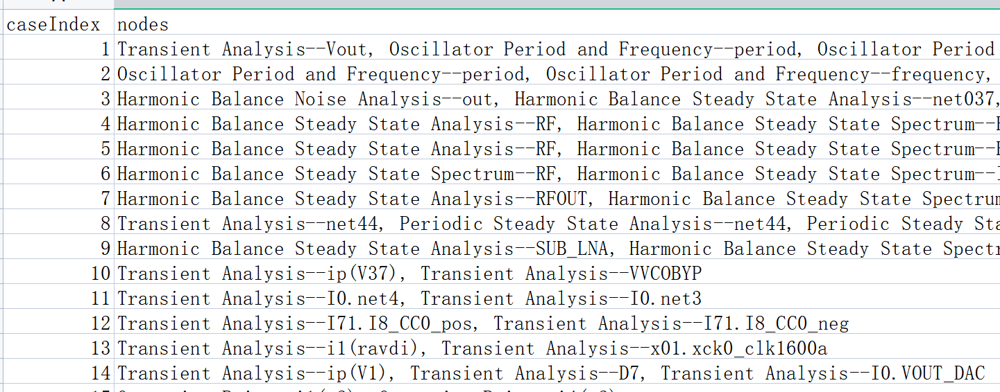 caseIndex nodes
1 Transient Analysis--Vout, Oscillator Period and Frequency--period, Oscillator Period
2 Oscillator Period and Frequency--period, Oscillator Period and Frequency--frequency,
3 Harmonic Balance Noise Analysis--out, Harmonic Balance Steady State Analysis--net037,
4 Harmonic Balance Steady State Analysis--RF, Harmonic Balance Steady State Spectrum--
5 Harmonic Balance Steady State Analysis--RF, Harmonic Balance Steady State Spectrum--
6 Harmonic Balance Steady State Spectrum--RF, Harmonic Balance Steady State Spectrum--
7 Harmonic Balance Steady State Analysis--RFOUT, Harmonic Balance Steady State Spectrum
8 Transient Analysis--net44, Periodic Steady State Analysis--net44, Periodic Steady Sta
9 Harmonic Balance Steady State Analysis--SUB_LNA, Harmonic Balance Steady State Spectr
10 Transient Analysis--ip(V37), Transient Analysis--VVCOBYP
11 Transient Analysis--I0.net4, Transient Analysis--I0.net3
12 Transient Analysis--I71.I8_CC0_pos, Transient Analysis--I71.I8_CC0_neg
13 Transient Analysis--i1(ravdi), Transient Analysis--x01.xck0_clk1600a
14 Transient Analysis--ip(V1), Transient Analysis--D7, Transient Analysis--I0.VOUT_DAC